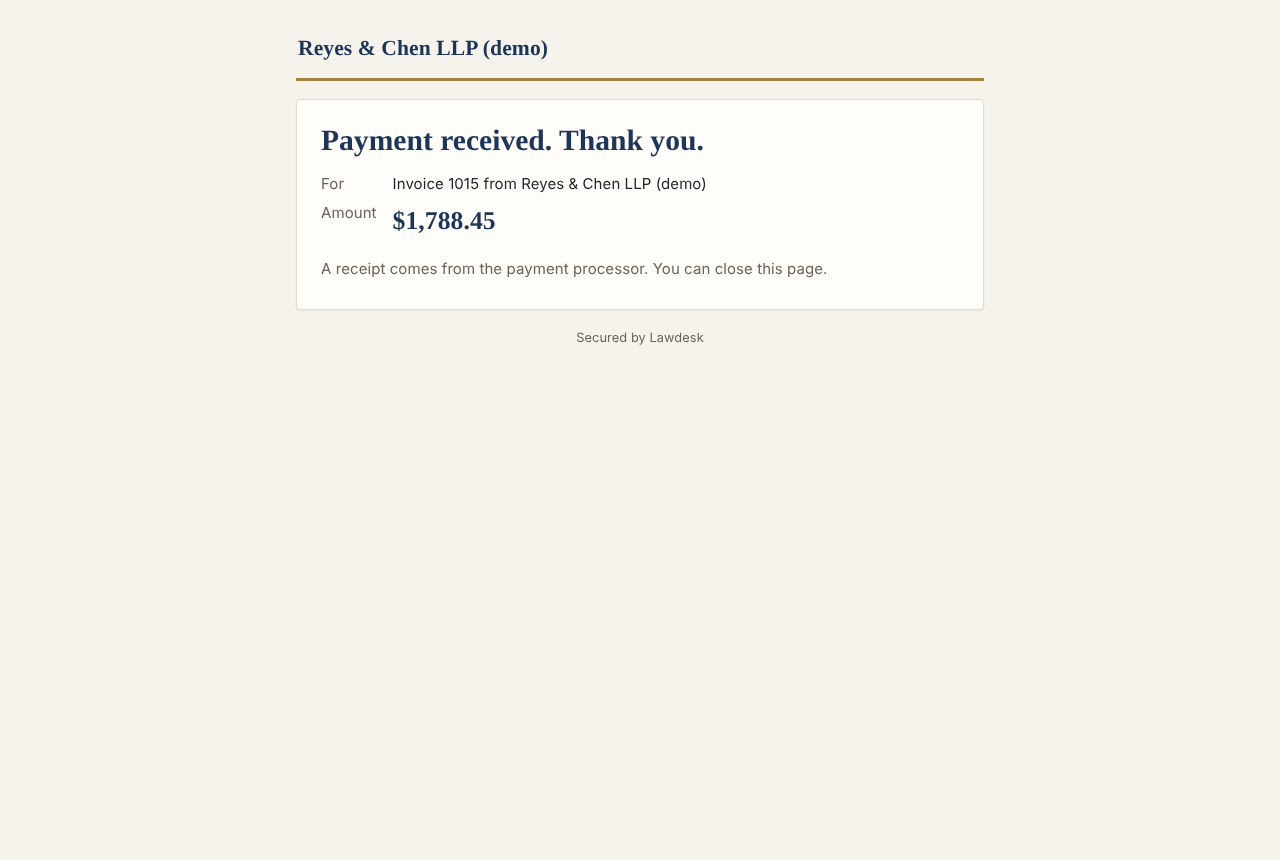 Reyes & Chen LLP (demo)
Payment received. Thank you.
For Invoice 1015 from Reyes & Chen LLP (demo)
Amount $1,788.45
A receipt comes from the payment processor. You can close this page.
Secured by Lawdesk